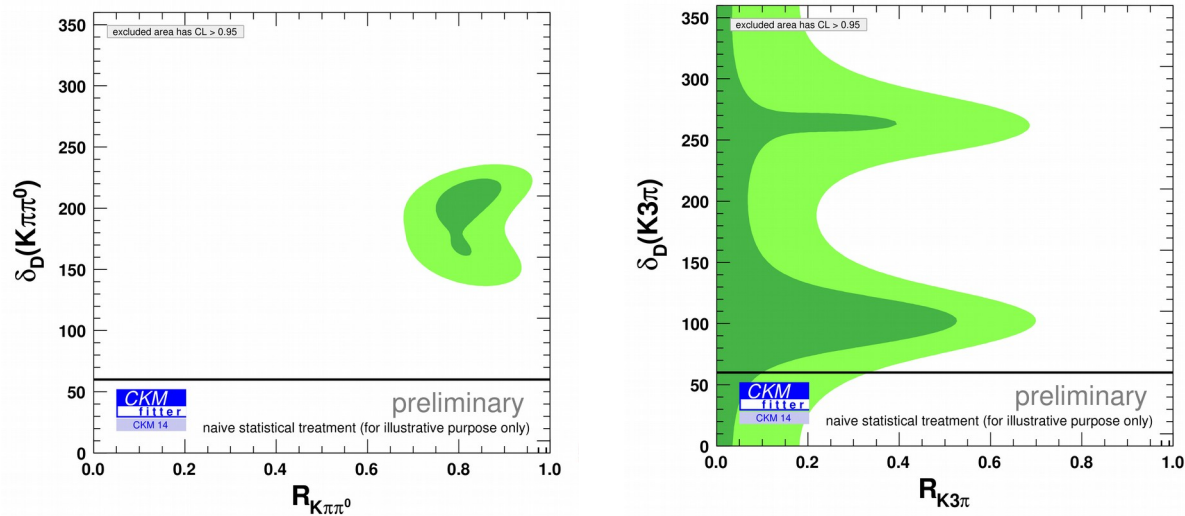 excluded area has CL > 0.95
350
300
250
200
150
100
50
0
δD(Kππ⁰)
CKM
fitter
CKM 14
preliminary
naive statistical treatment (for illustrative purpose only)
0.0 0.2 0.4 0.6 0.8 1.0
RKππ⁰
excluded area has CL > 0.95
350
300
250
200
150
100
50
0
δD(K3π)
CKM
fitter
CKM 14
preliminary
naive statistical treatment (for illustrative purpose only)
0.0 0.2 0.4 0.6 0.8 1.0
RK3π